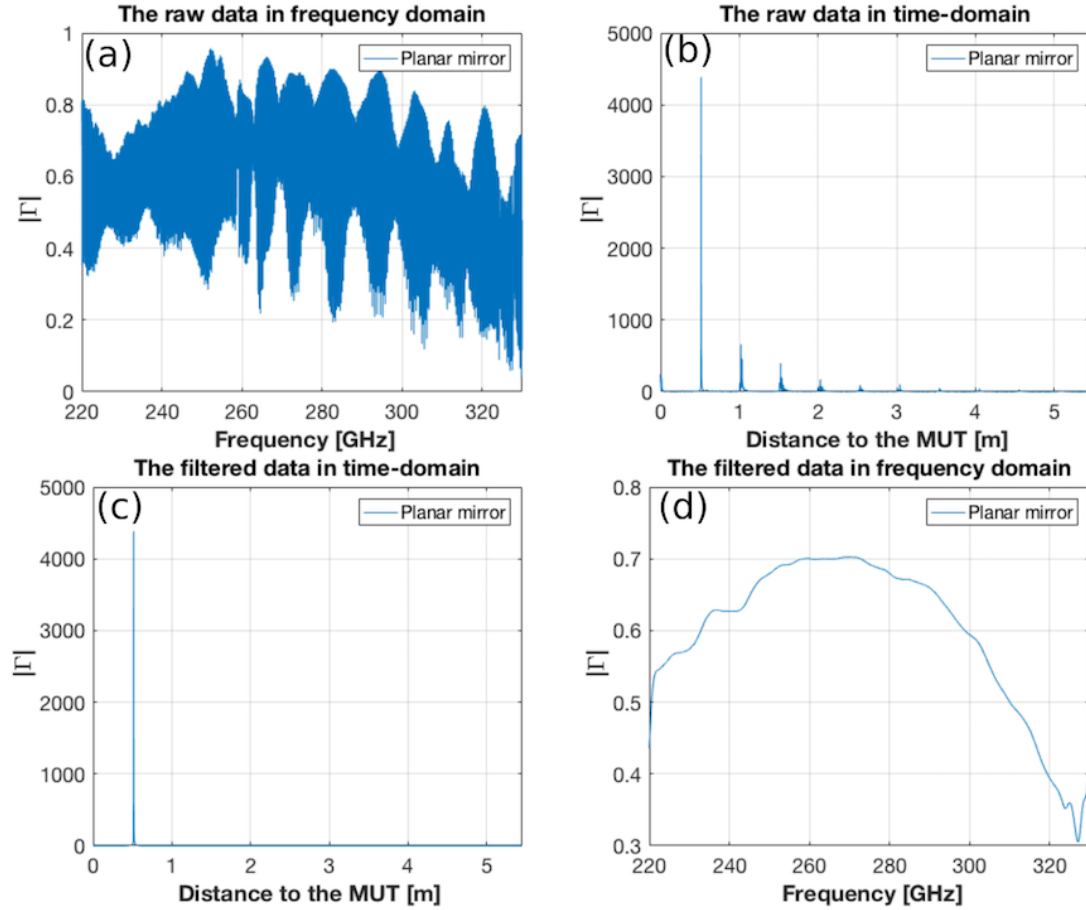 The raw data in frequency domain
(a)
Planar mirror
1
0.8
0.6
0.4
0.2
0
|Γ|
220 240 260 280 300 320
Frequency [GHz]
The raw data in time-domain
(b)
Planar mirror
5000
4000
3000
2000
1000
0
|Γ|
0 1 2 3 4 5
Distance to the MUT [m]
The filtered data in time-domain
(c)
Planar mirror
5000
4000
3000
2000
1000
0
|Γ|
0 1 2 3 4 5
Distance to the MUT [m]
The filtered data in frequency domain
(d)
Planar mirror
0.8
0.7
0.6
0.5
0.4
0.3
|Γ|
220 240 260 280 300 320
Frequency [GHz]